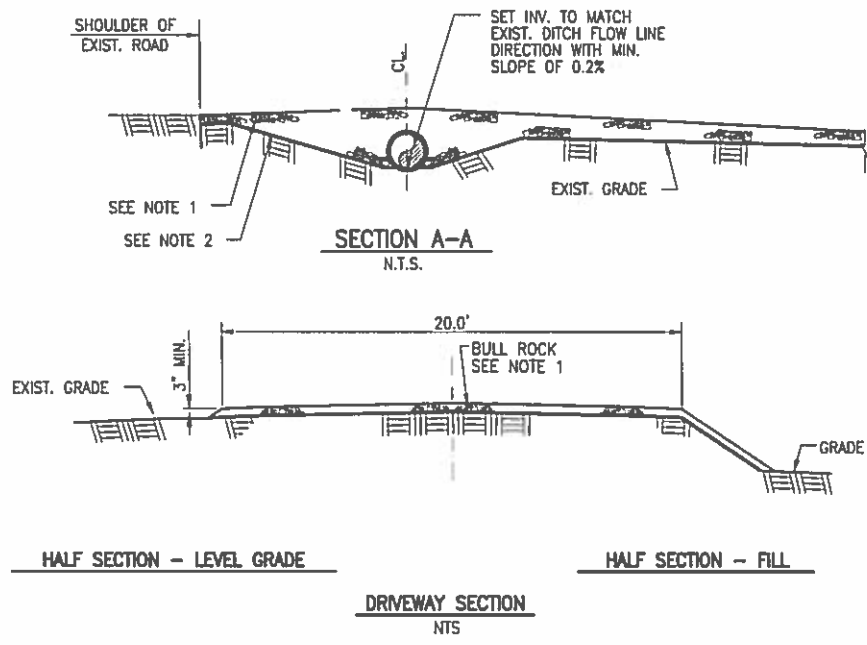 SHOULDER OF
EXIST. ROAD
CL
SET INV. TO MATCH
EXIST. DITCH FLOW LINE
DIRECTION WITH MIN.
SLOPE OF 0.2%
SEE NOTE 1
SEE NOTE 2
EXIST. GRADE
SECTION A-A
N.T.S.
20.0'
3" MIN.
BULL ROCK
SEE NOTE 1
EXIST. GRADE
GRADE
HALF SECTION - LEVEL GRADE
HALF SECTION - FILL
DRIVEWAY SECTION
NTS